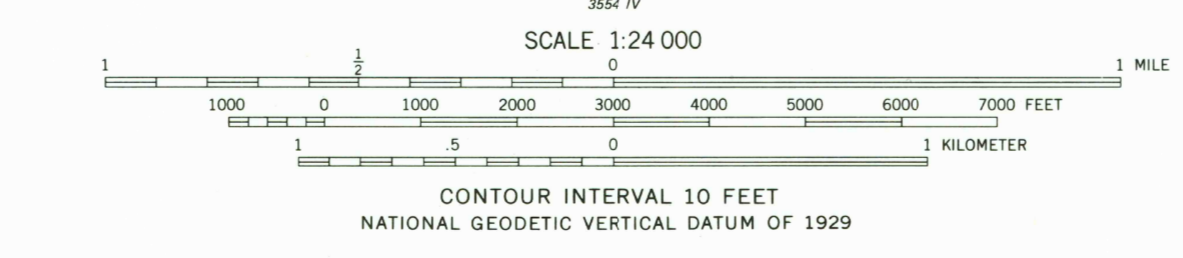 3554 IV
SCALE 1:24 000
1 1/2 0 1 MILE
1000 0 1000 2000 3000 4000 5000 6000 7000 FEET
1 .5 0 1 KILOMETER
CONTOUR INTERVAL 10 FEET
NATIONAL GEODETIC VERTICAL DATUM OF 1929